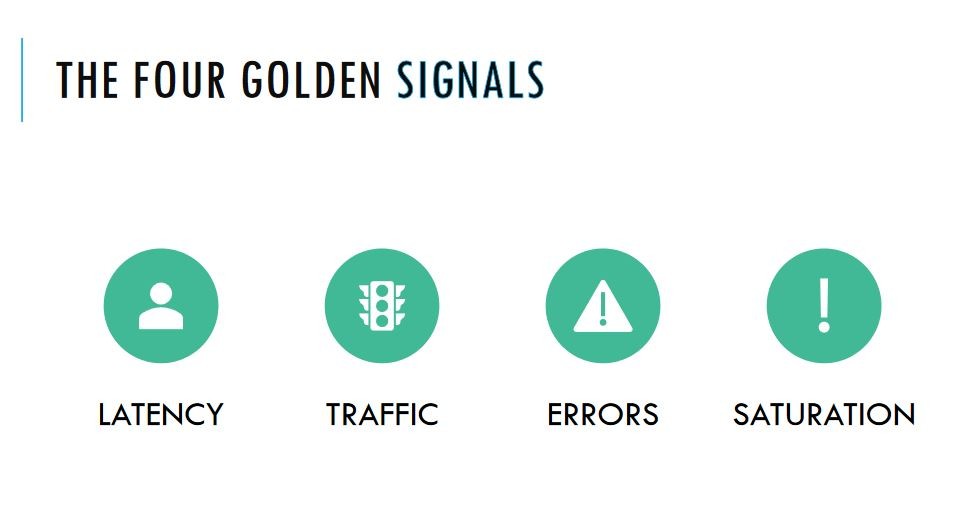 THE FOUR GOLDEN SIGNALS
LATENCY
TRAFFIC
ERRORS
SATURATION